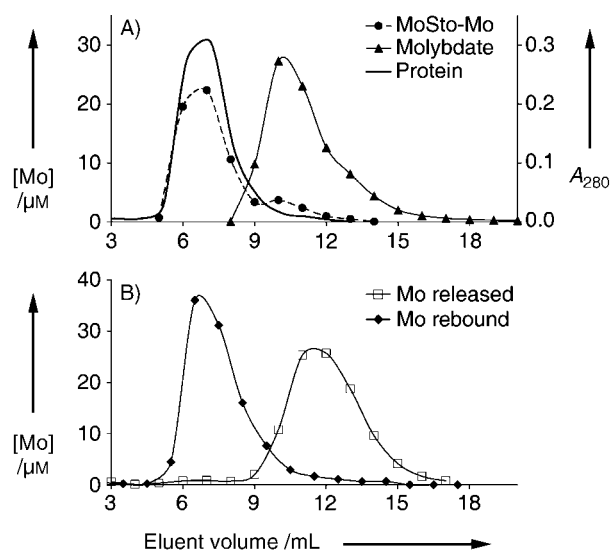 A)
MoSto-Mo
Molybdate
Protein
30
20
10
0
[Mo]
/µM
0.3
0.2
0.1
0.0
A280
3 6 9 12 15 18
B)
Mo released
Mo rebound
40
30
20
10
0
[Mo]
/µM
3 6 9 12 15 18
Eluent volume /mL